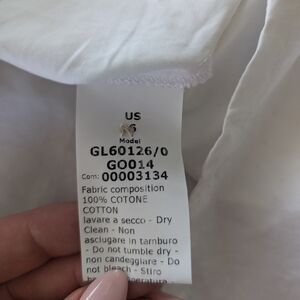 US
6
Model
GL60126/0
GO014
Com: 00003134
Fabric composition
100% COTONE
COTTON
lavare a secco - Dry
Clean - Non
asciugare in tamburo
- Do not tumble dry -
non candeggiare - Do
not bleach - Stiro